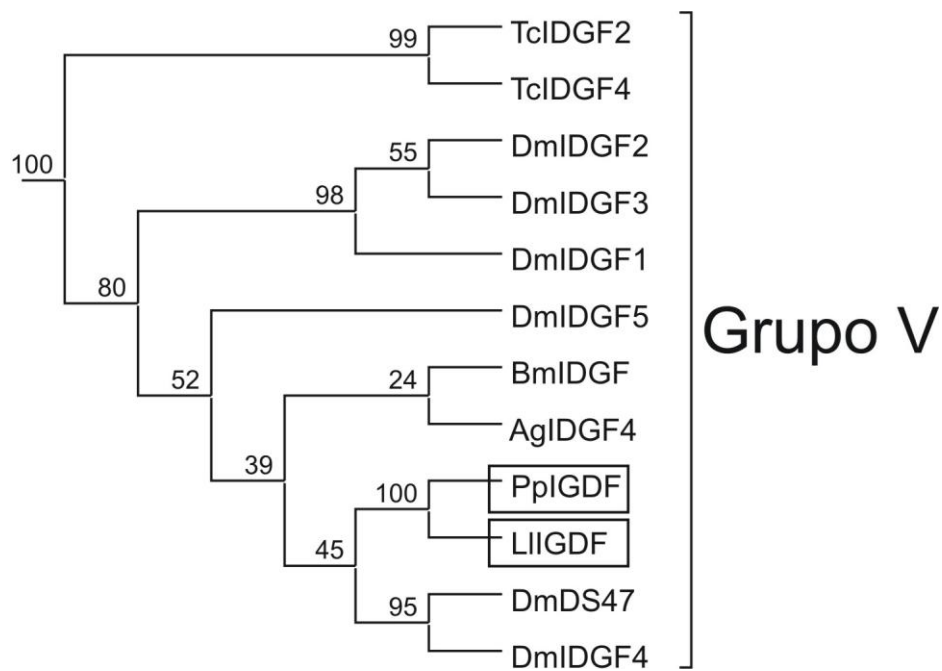 99
TcIDGF2
TcIDGF4
100
55
DmIDGF2
98
DmIDGF3
DmIDGF1
80
DmIDGF5
Grupo V
52
24
BmIDGF
AgIDGF4
39
100
PpIGDF
LlIGDF
45
DmDS47
95
DmIDGF4